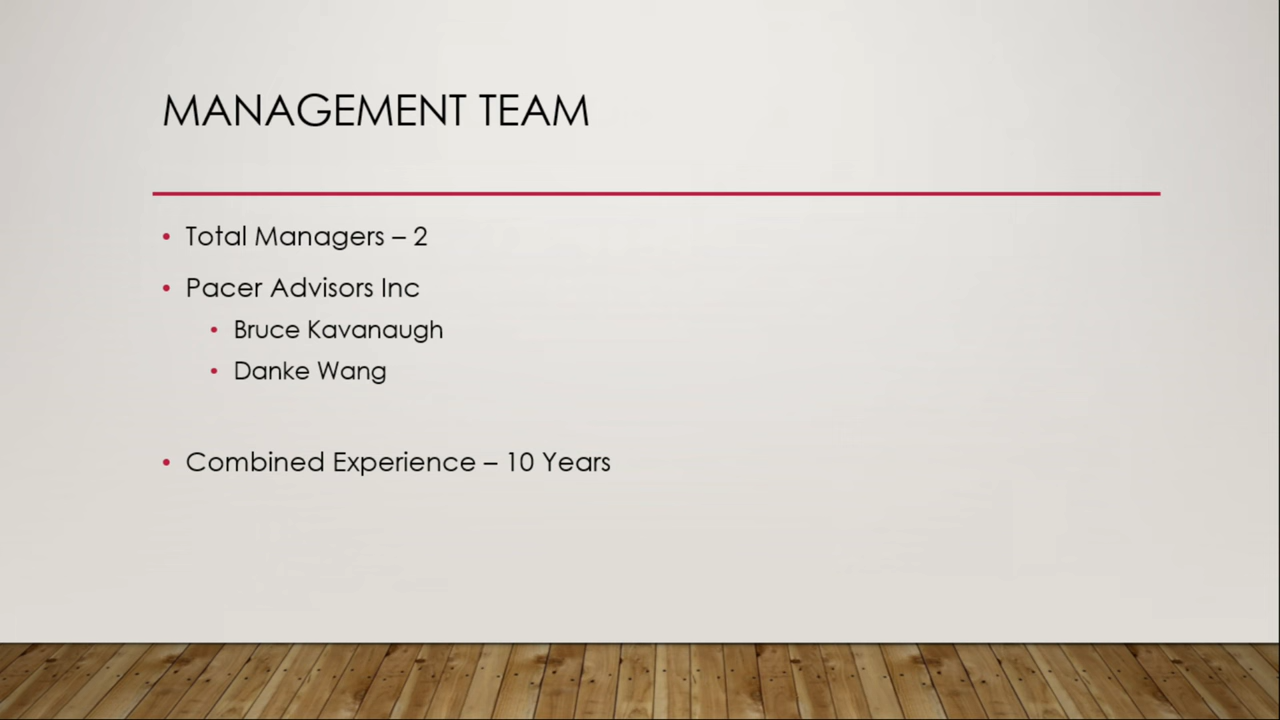 MANAGEMENT TEAM
• Total Managers – 2
• Pacer Advisors Inc
• Bruce Kavanaugh
• Danke Wang
• Combined Experience – 10 Years